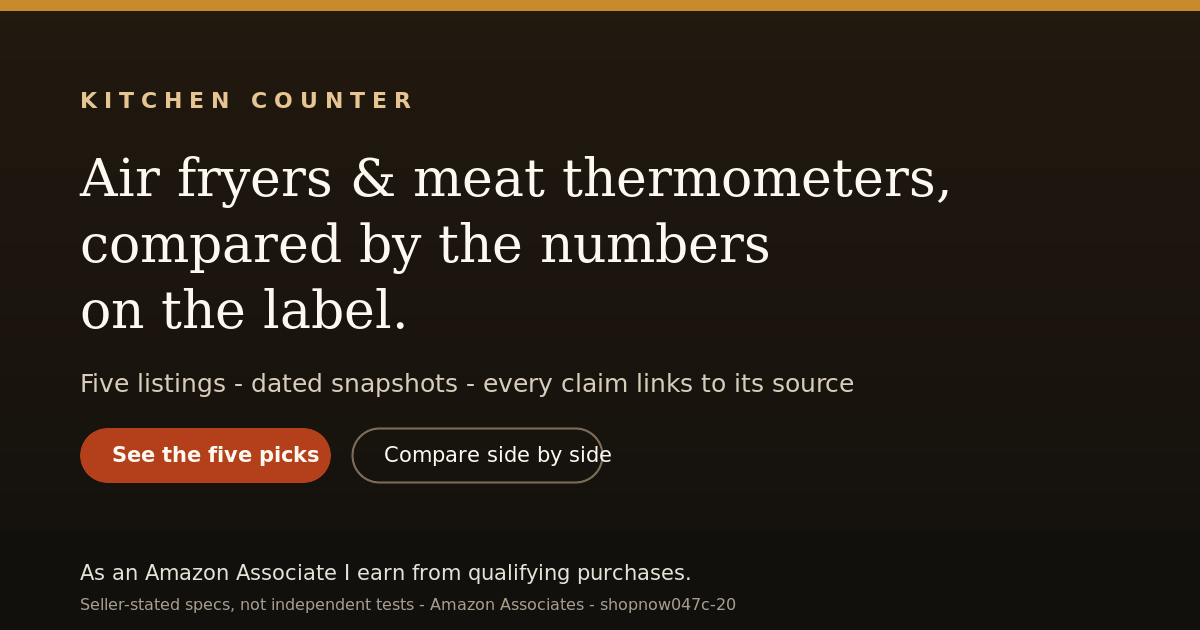 KITCHEN COUNTER
Air fryers & meat thermometers,
compared by the numbers
on the label.
Five listings - dated snapshots - every claim links to its source
See the five picks
Compare side by side
As an Amazon Associate I earn from qualifying purchases.
Seller-stated specs, not independent tests - Amazon Associates - shopnow047c-20